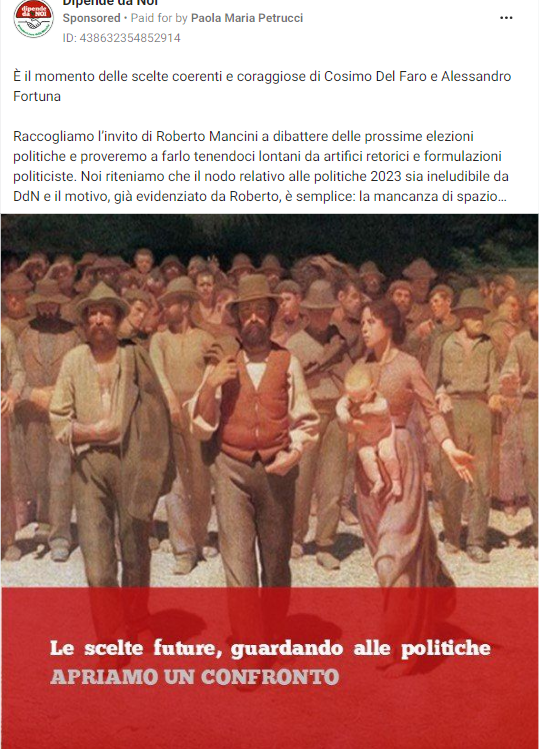 dipende
da NOI
Dipende da Noi
Sponsored • Paid for by Paola Maria Petrucci
ID: 438632354852914
È il momento delle scelte coerenti e coraggiose di Cosimo Del Faro e Alessandro
Fortuna
Raccogliamo l'invito di Roberto Mancini a dibattere delle prossime elezioni
politiche e proveremo a farlo tenendoci lontani da artifici retorici e formulazioni
politiciste. Noi riteniamo che il nodo relativo alle politiche 2023 sia ineludibile da
DdN e il motivo, già evidenziato da Roberto, è semplice: la mancanza di spazio...
Le scelte future, guardando alle politiche
APRIAMO UN CONFRONTO